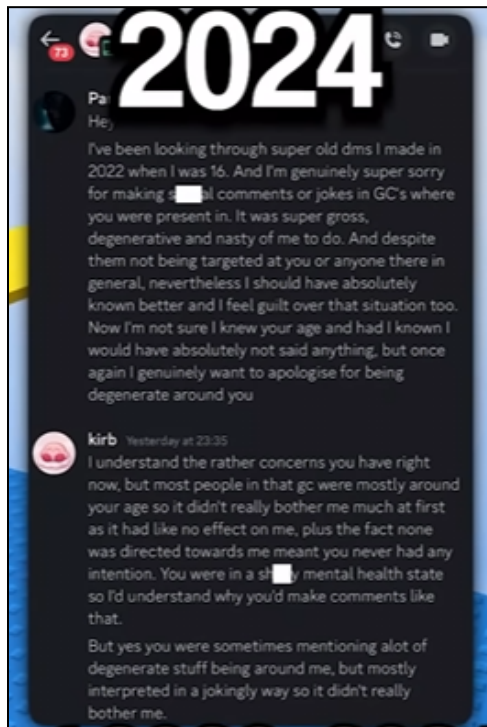 2024
73
Pa
Hey
I've been looking through super old dms I made in
2022 when I was 16. And I'm genuinely super sorry
for making s al comments or jokes in GC's where
you were present in. It was super gross,
degenerative and nasty of me to do. And despite
them not being targeted at you or anyone there in
general, nevertheless I should have absolutely
known better and I feel guilt over that situation too.
Now I'm not sure I knew your age and had I known I
would have absolutely not said anything, but once
again I genuinely want to apologise for being
degenerate around you
kirb Yesterday at 23:35
I understand the rather concerns you have right
now, but most people in that gc were mostly around
your age so it didn't really bother me much at first
as it had like no effect on me, plus the fact none
was directed towards me meant you never had any
intention. You were in a sh y mental health state
so I'd understand why you'd make comments like
that.
But yes you were sometimes mentioning alot of
degenerate stuff being around me, but mostly
interpreted in a jokingly way so it didn't really
bother me.